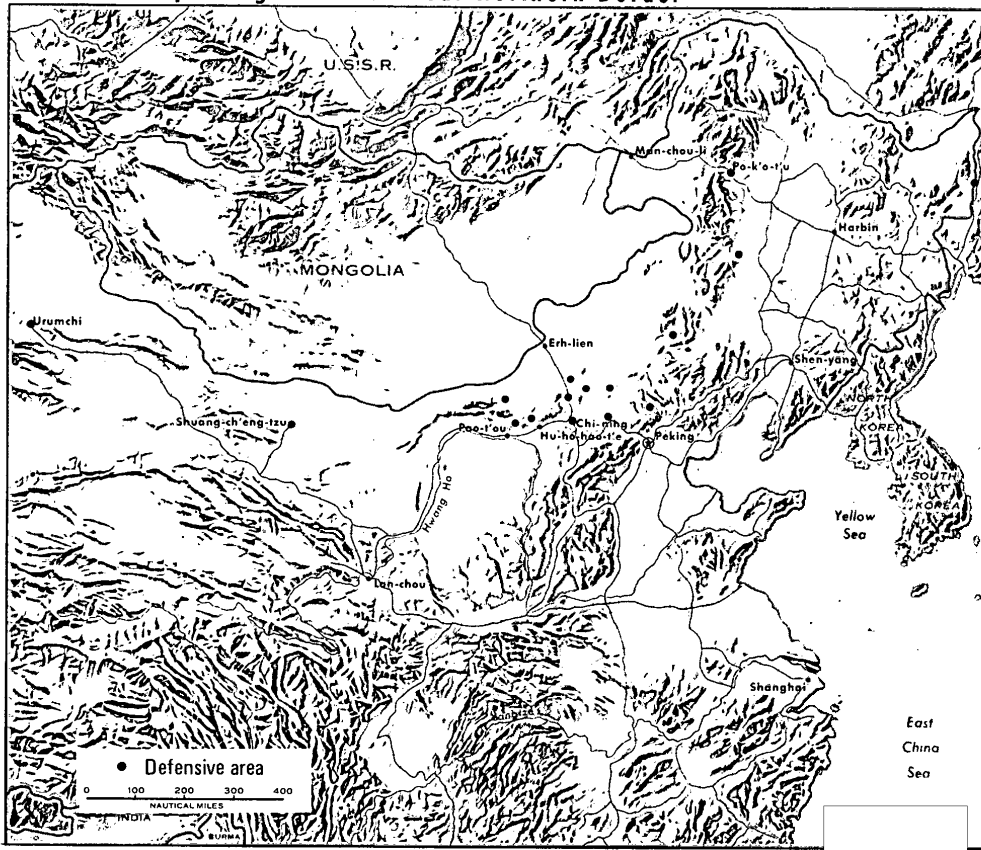 U.S.S.R.
Man-chou-li
Po-k'o-t'u
Harbin
MONGOLIA
Urumchi
Erh-lien
Shen-yang
NORTH
KOREA
Shuang-ch'eng-tzu
Pao-t'ou
Chi-ning
Hu-ho-hao-t'e
Peking
SOUTH
KOREA
Hwang Ho
Yellow
Sea
Lan-chou
Shanghai
Yangtze
East
China
Sea
Defensive area
0 100 200 300 400
NAUTICAL MILES
INDIA
BURMA